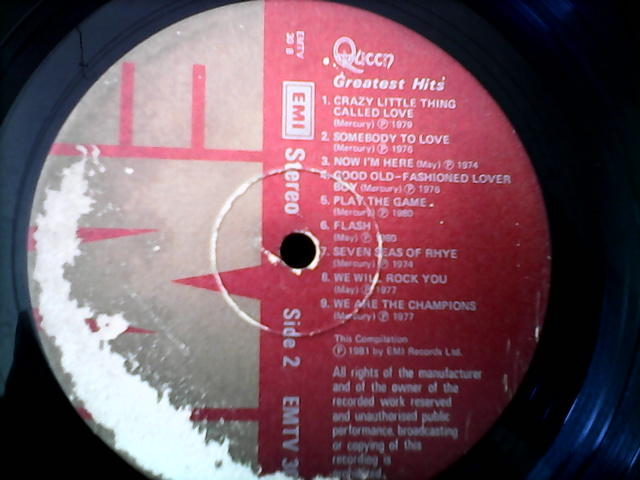 EMTV
30 B
EMI
Stereo
Side 2
EMTV
Queen
Greatest Hits
1. CRAZY LITTLE THING
CALLED LOVE
(Mercury) Ⓟ 1979
2. SOMEBODY TO LOVE
(Mercury) Ⓟ 1976
3. NOW I'M HERE (May) Ⓟ 1974
4. GOOD OLD-FASHIONED LOVER
BOY (Mercury) Ⓟ 1976
5. PLAY THE GAME
(Mercury) Ⓟ 1980
6. FLASH
(May) Ⓟ 1980
7. SEVEN SEAS OF RHYE
(Mercury) Ⓟ 1974
8. WE WILL ROCK YOU
(May) Ⓟ 1977
9. WE ARE THE CHAMPIONS
(Mercury) Ⓟ 1977
This Compilation
Ⓟ 1981 by EMI Records Ltd.
All rights of the manufacturer
and of the owner of the
recorded work reserved
and unauthorised public
performance, broadcasting
or copying of this
recording is